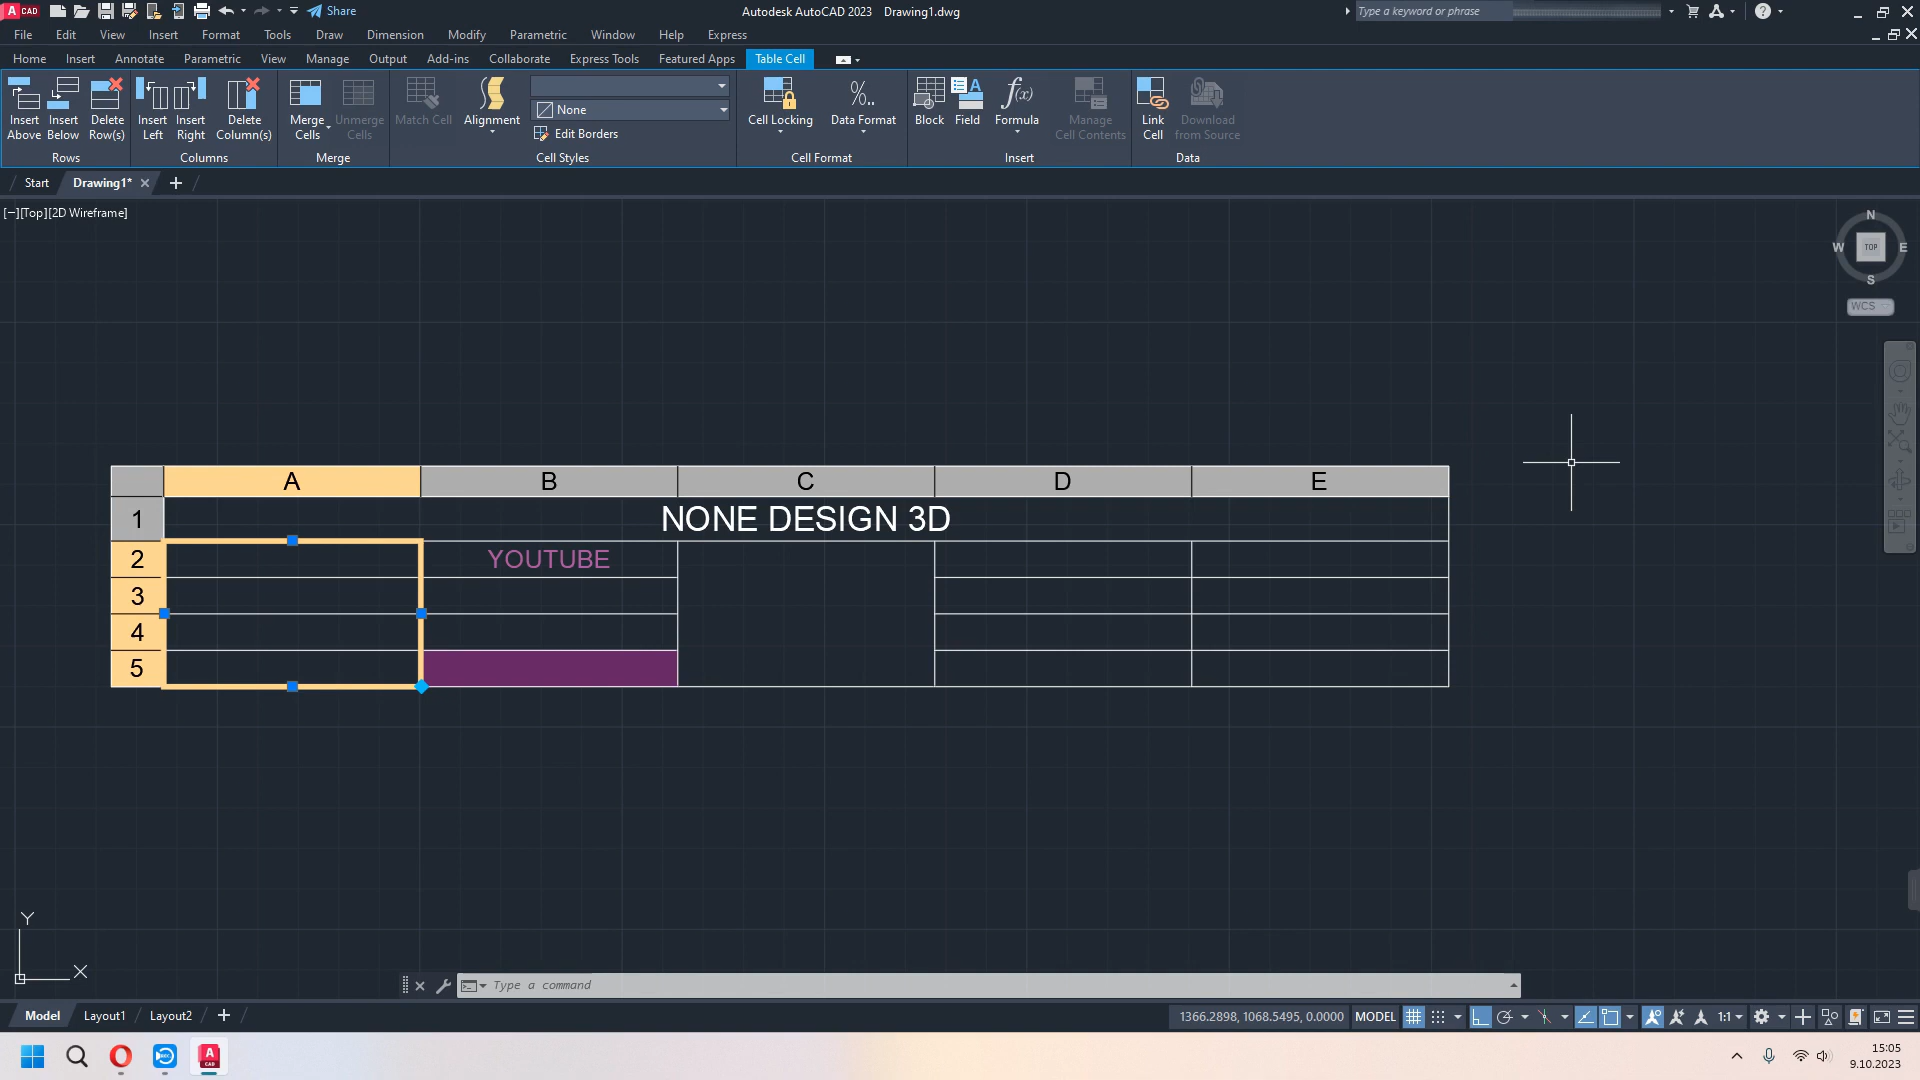 CAD Share Autodesk AutoCAD 2023 Drawing1.dwg Type a keyword or phrase
File Edit View Insert Format Tools Draw Dimension Modify Parametric Window Help Express
Home Insert Annotate Parametric View Manage Output Add-ins Collaborate Express Tools Featured Apps Table Cell
Insert Above Insert Below Delete Row(s) Insert Left Insert Right Delete Column(s) Merge Cells Unmerge Cells Match Cell Alignment None Edit Borders Cell Locking Data Format Block Field Formula Manage Cell Contents Link Cell Download from Source
Rows Columns Merge Cell Styles Cell Format Insert Data
Start Drawing1*
[−][Top][2D Wireframe]
N
W TOP E
S
WCS
A B C D E
1 NONE DESIGN 3D
2 YOUTUBE
3
4
5
Y
X
Type a command
Model Layout1 Layout2 1366.2898, 1068.5495, 0.0000 MODEL 1:1
15:05
9.10.2023